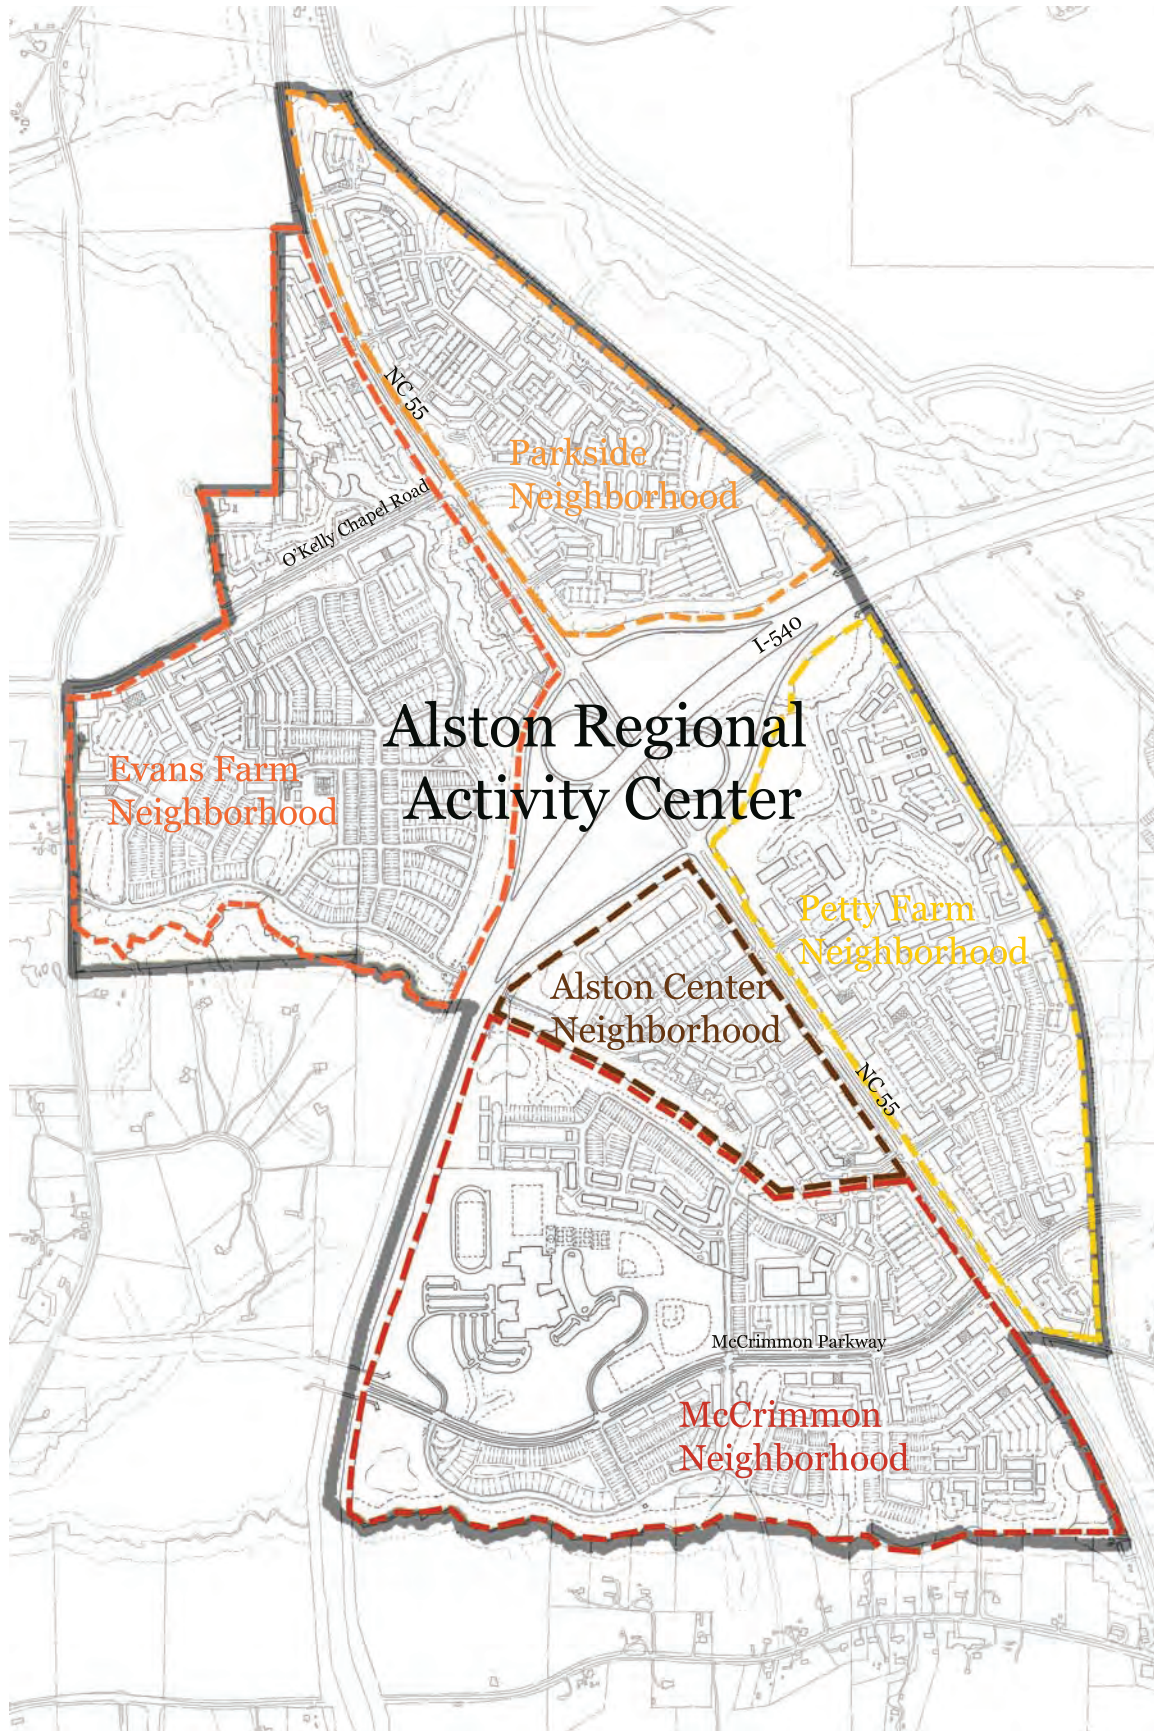 NC 55
Parkside
Neighborhood
O'Kelly Chapel Road
I-540
Alston Regional
Activity Center
Evans Farm
Neighborhood
Petty Farm
Neighborhood
Alston Center
Neighborhood
NC 55
McCrimmon Parkway
McCrimmon
Neighborhood